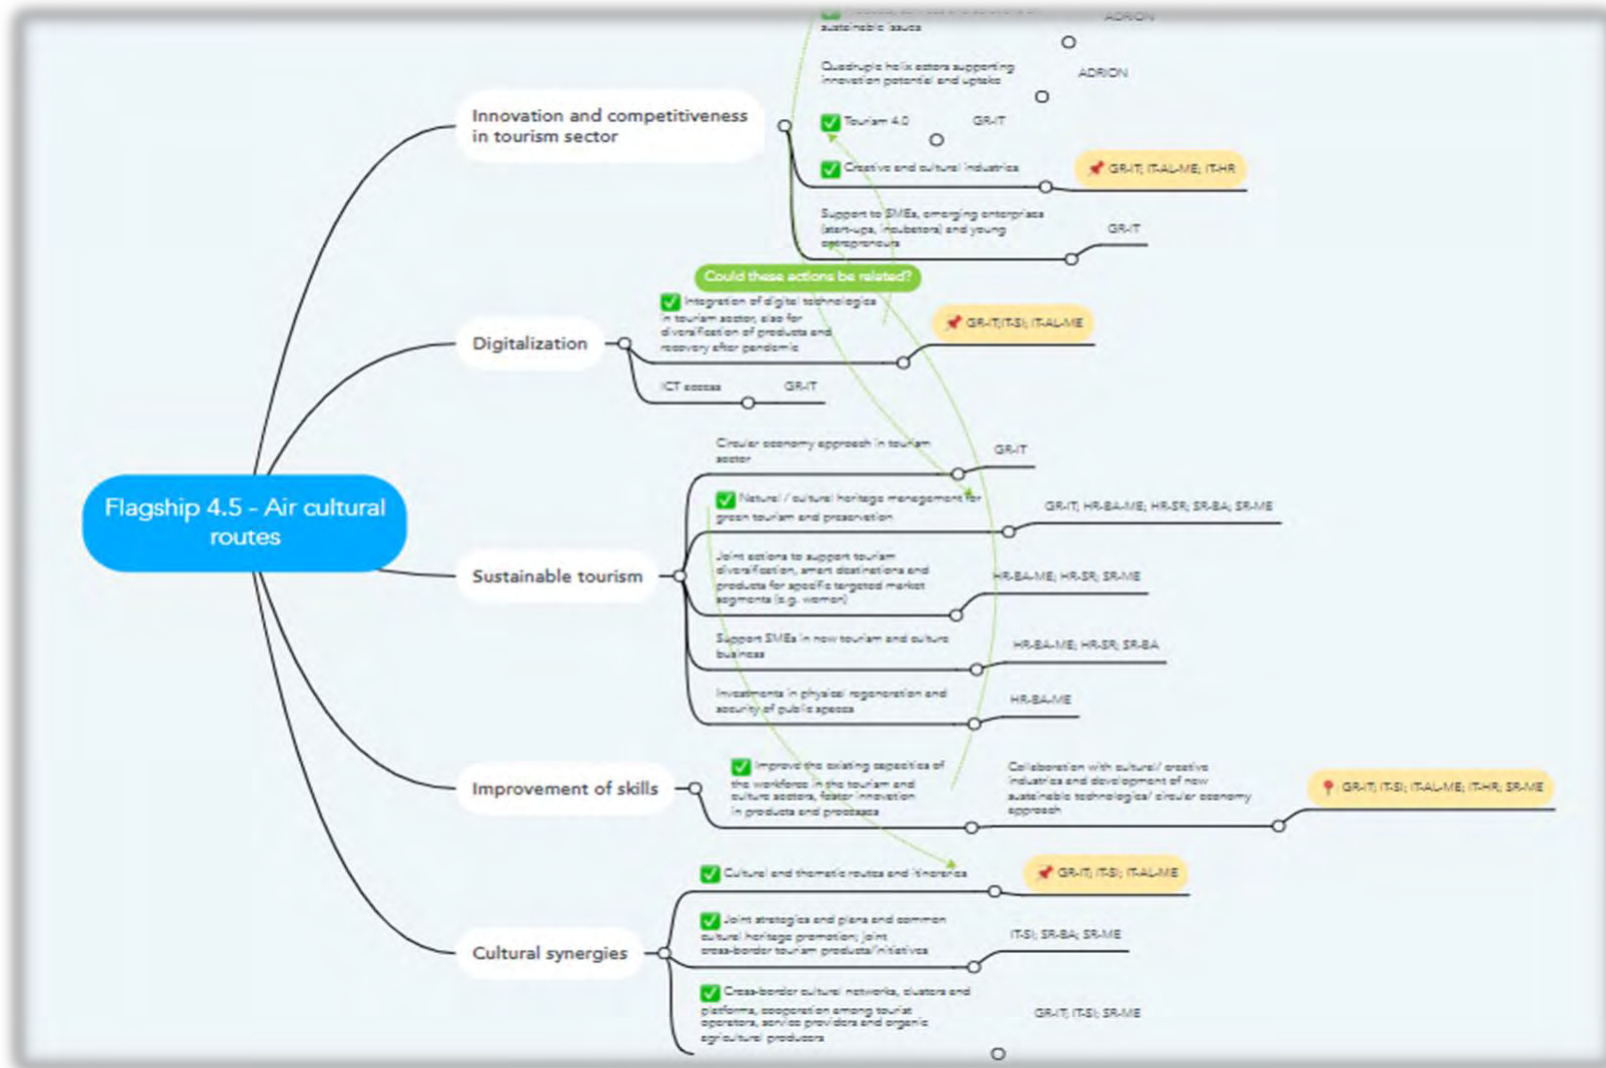 sustainable issues
ADRION
Quadruple helix actors supporting
innovation potential and uptake
ADRION
Innovation and competitiveness
in tourism sector
Tourism 4.0
GR-IT
Creative and cultural industries
GR-IT; IT-AL-ME; IT-HR
Support to SMEs, emerging enterprises
(start-ups, incubators) and young
entrepreneurs
GR-IT
Could these actions be related?
Digitalization
Integration of digital technologies
in tourism sector, also for
diversification of products and
recovery after pandemic
GR-IT;IT-SI; IT-AL-ME
ICT access
GR-IT
Flagship 4.5 - Air cultural
routes
Sustainable tourism
Circular economy approach in tourism
sector
GR-IT
Natural / cultural heritage management for
green tourism and preservation
GR-IT; HR-BA-ME; HR-SR; SR-BA; SR-ME
Joint actions to support tourism
diversification, smart destinations and
products for specific targeted market
segments (e.g. women)
HR-BA-ME; HR-SR; SR-ME
Support SMEs in new tourism and culture
business
HR-BA-ME; HR-SR; SR-BA
Investments in physical regeneration and
security of public spaces
HR-BA-ME
Improvement of skills
Improve the existing capacities of
the workforce in the tourism and
culture sectors, foster innovation
in products and processes
Collaboration with cultural/ creative
industries and development of new
sustainable technologies/ circular economy
approach
GR-IT; IT-SI; IT-AL-ME; IT-HR; SR-ME
Cultural synergies
Cultural and thematic routes and itineraries
GR-IT; IT-SI; IT-AL-ME
Joint strategies and plans and common
cultural heritage promotion; joint
cross-border tourism products/initiatives
IT-SI; SR-BA; SR-ME
Cross-border cultural networks, clusters and
platforms, cooperation among tourist
operators, service providers and organic
agricultural producers
GR-IT; IT-SI; SR-ME